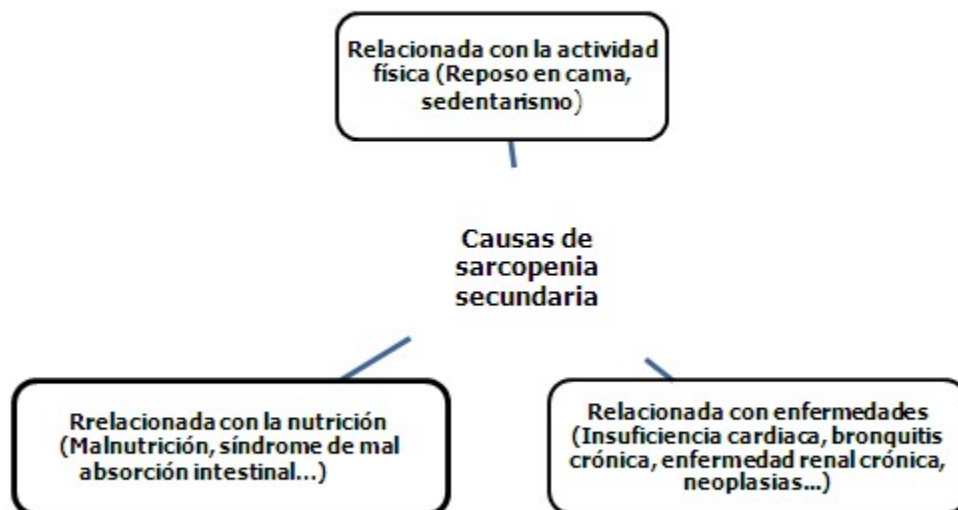 Relacionada con la actividad
física (Reposo en cama,
sedentarismo)
Causas de
sarcopenia
secundaria
Rrelacionada con la nutrición
(Malnutrición, síndrome de mal
absorción intestinal...)
Relacionada con enfermedades
(Insuficiencia cardiaca, bronquitis
crónica, enfermedad renal crónica,
neoplasias...)